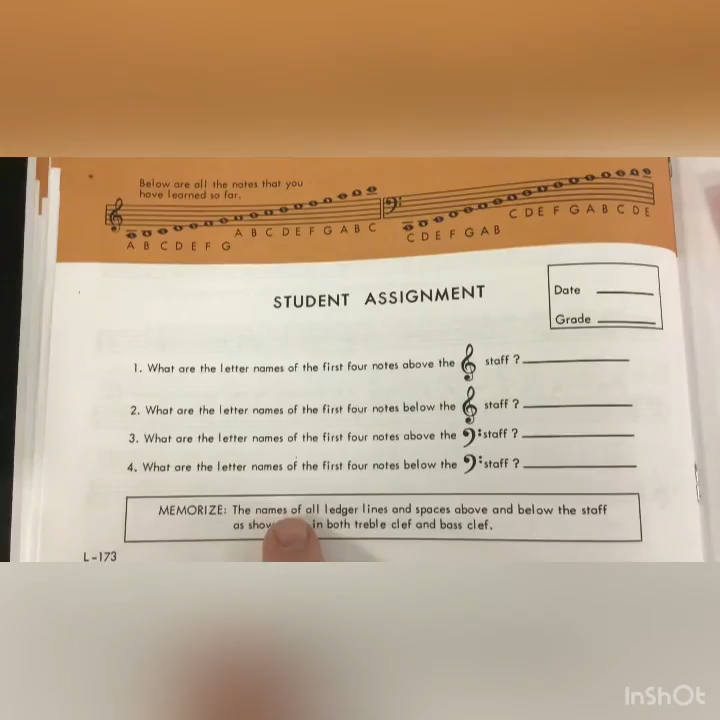 Below are all the notes that you
have learned so far.
A B C D E F G A B C D E F G A B C
C D E F G A B C D E F G A B C D E
STUDENT ASSIGNMENT
Date
Grade
1. What are the letter names of the first four notes above the staff?
2. What are the letter names of the first four notes below the staff?
3. What are the letter names of the first four notes above the staff?
4. What are the letter names of the first four notes below the staff?
MEMORIZE: The names of all ledger lines and spaces above and below the staff
as in both treble clef and bass clef.
L-173
InShOt